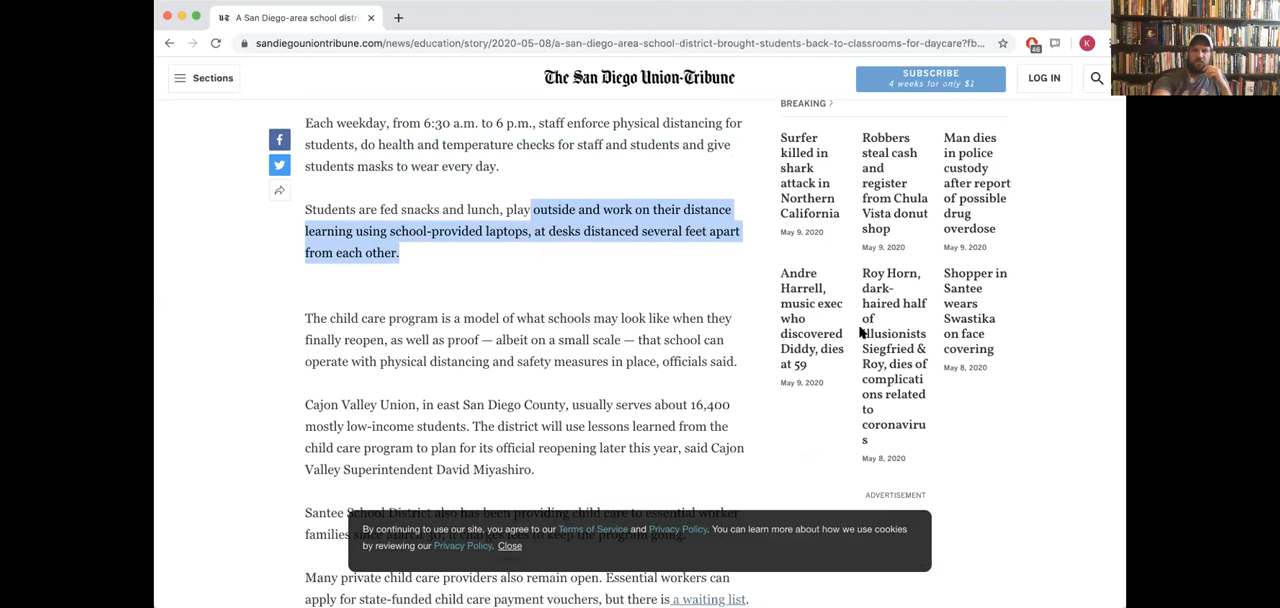 A San Diego-area school distri
sandiegouniontribune.com/news/education/story/2020-05-08/a-san-diego-area-school-district-brought-students-back-to-classrooms-for-daycare?fb...
46
K
Sections
The San Diego Union-Tribune
SUBSCRIBE
4 weeks for only $1
LOG IN
Each weekday, from 6:30 a.m. to 6 p.m., staff enforce physical distancing for
students, do health and temperature checks for staff and students and give
students masks to wear every day.
Students are fed snacks and lunch, play outside and work on their distance
learning using school-provided laptops, at desks distanced several feet apart
from each other.
The child care program is a model of what schools may look like when they
finally reopen, as well as proof — albeit on a small scale — that school can
operate with physical distancing and safety measures in place, officials said.
Cajon Valley Union, in east San Diego County, usually serves about 16,400
mostly low-income students. The district will use lessons learned from the
child care program to plan for its official reopening later this year, said Cajon
Valley Superintendent David Miyashiro.
Santee School District also has been providing child care to essential worker
families since March 30; it charges fees to keep the program going.
By continuing to use our site, you agree to our Terms of Service and Privacy Policy. You can learn more about how we use cookies
by reviewing our Privacy Policy. Close
Many private child care providers also remain open. Essential workers can
apply for state-funded child care payment vouchers, but there is a waiting list.
BREAKING
Surfer
killed in
shark
attack in
Northern
California
May 9, 2020
Robbers
steal cash
and
register
from Chula
Vista donut
shop
May 9, 2020
Man dies
in police
custody
after report
of possible
drug
overdose
May 9, 2020
Andre
Harrell,
music exec
who
discovered
Diddy, dies
at 59
May 9, 2020
Roy Horn,
dark-
haired half
of
illusionists
Siegfried &
Roy, dies of
complicati
ons related
to
coronaviru
s
May 8, 2020
Shopper in
Santee
wears
Swastika
on face
covering
May 8, 2020
ADVERTISEMENT